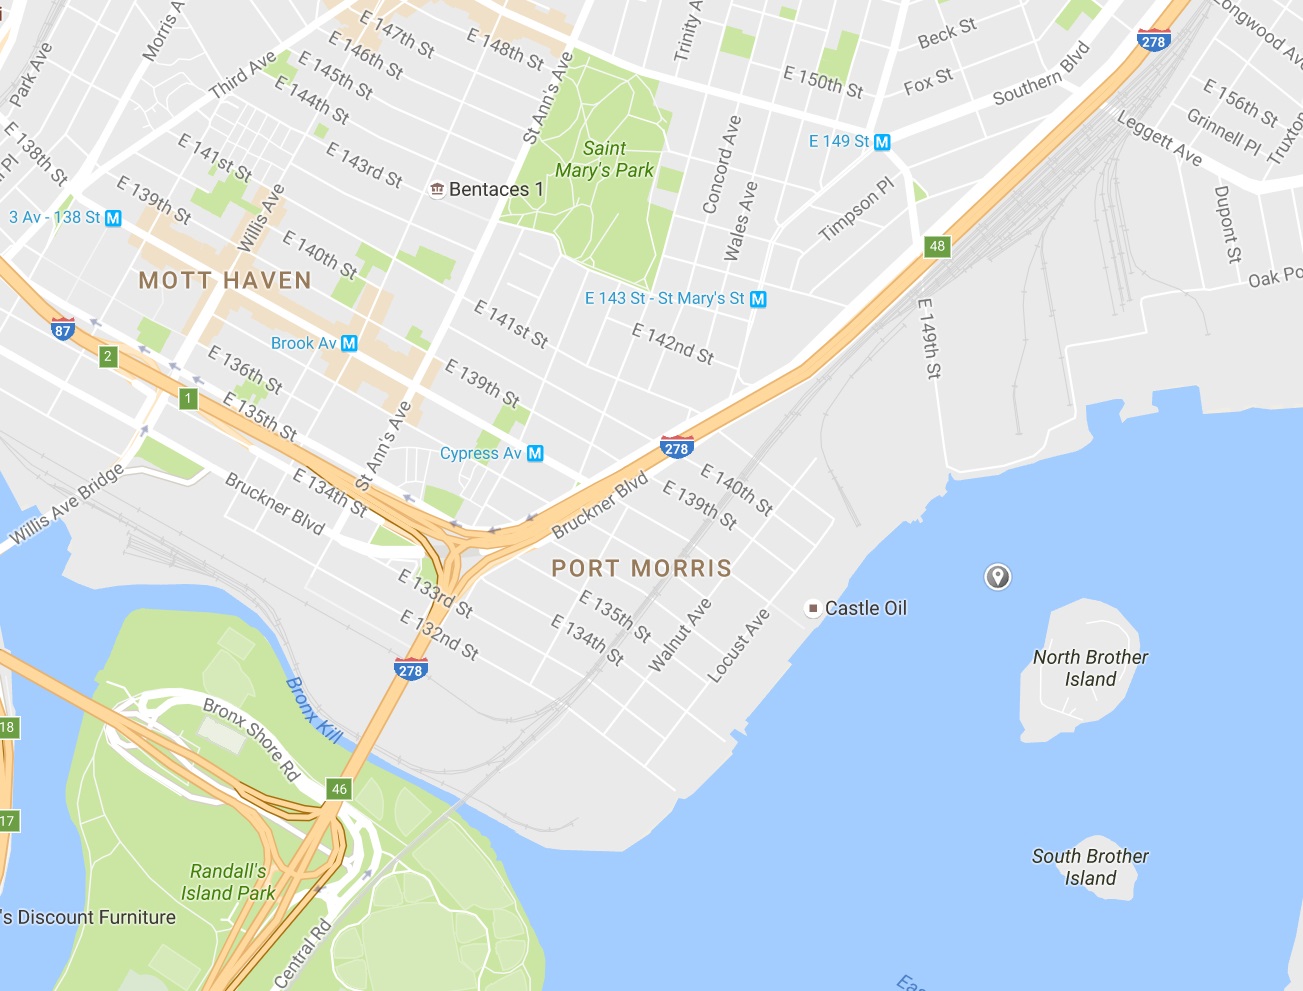 E 147th St
E 148th St
Trinity A
Beck St
278
Longwood Ave
Morris A
E 146th St
Park Ave
Third Ave
E 145th St
St Ann's Ave
E 150th St
Fox St
Southern Blvd
E 144th St
E 156th St
Grinnell Pl
Leggett Ave
Truxton
E 138th St
E 141st St
E 143rd St
Saint
Mary's Park
Concord Ave
E 149 St M
Pl
E 139th St
Willis Ave
Bentaces 1
Wales Ave
Timpson Pl
Dupont St
3 Av - 138 St M
E 140th St
48
Oak Po
MOTT HAVEN
E 143 St - St Mary's St M
87
2
Brook Av M
E 141st St
E 142nd St
E 149th St
E 136th St
1
E 139th St
E 135th St
St Ann's Ave
Cypress Av M
278
Willis Ave Bridge
Bruckner Blvd
E 134th St
Bruckner Blvd
E 139th St
E 140th St
PORT MORRIS
E 133rd St
E 132nd St
E 135th St
E 134th St
Walnut Ave
Locust Ave
Castle Oil
278
North Brother
Island
Bronx Kill
Bronx Shore Rd
18
46
17
Randall's
Island Park
South Brother
Island
's Discount Furniture
Central Rd
Eas